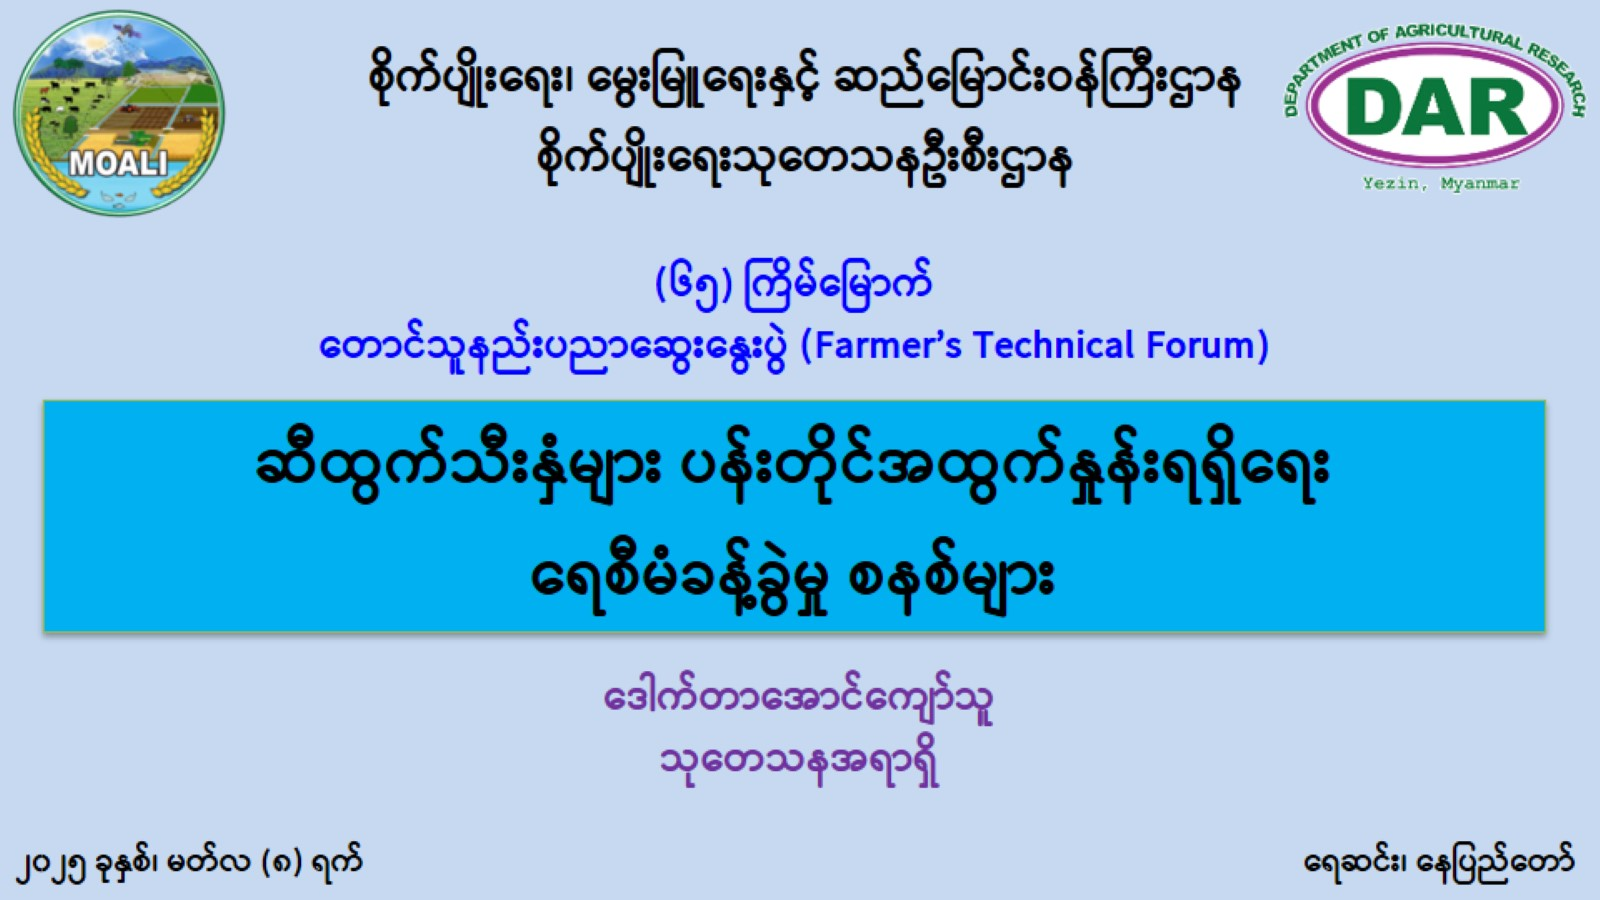 MOALI
DEPARTMENT OF AGRICULTURAL RESEARCH
DAR
Yezin, Myanmar
စိုက်ပျိုးရေး၊ မွေးမြူရေးနှင့် ဆည်မြောင်းဝန်ကြီးဌာန
စိုက်ပျိုးရေးသုတေသနဦးစီးဌာန
(၆၅) ကြိမ်မြောက်
တောင်သူနည်းပညာဆွေးနွေးပွဲ (Farmer’s Technical Forum)
ဆီထွက်သီးနှံများ ပန်းတိုင်အထွက်နှုန်းရရှိရေး
ရေစီမံခန့်ခွဲမှု စနစ်များ
ဒေါက်တာအောင်ကျော်သူ
သုတေသနအရာရှိ
၂၀၂၅ ခုနှစ်၊ မတ်လ (၈) ရက်
ရေဆင်း၊ နေပြည်တော်